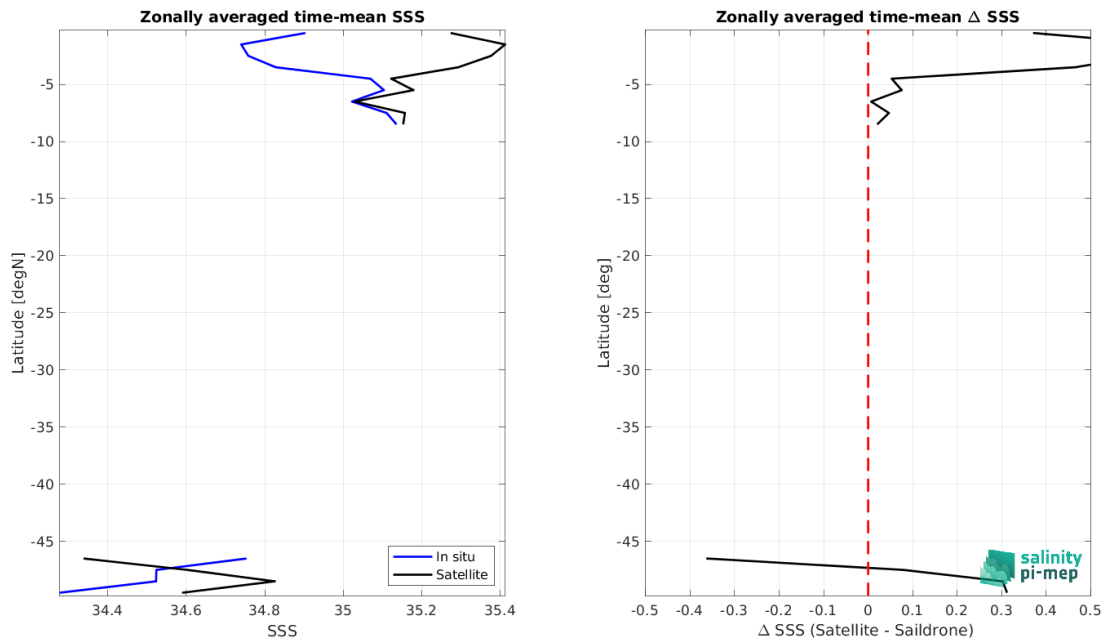 Zonally averaged time-mean SSS
-5
-10
-15
-20
-25
-30
-35
-40
-45
Latitude [degN]
In situ
Satellite
34.4 34.6 34.8 35 35.2 35.4
SSS
Zonally averaged time-mean Δ SSS
-5
-10
-15
-20
-25
-30
-35
-40
-45
Latitude [deg]
salinity
pi-mep
-0.5 -0.4 -0.3 -0.2 -0.1 0 0.1 0.2 0.3 0.4 0.5
Δ SSS (Satellite - Saildrone)